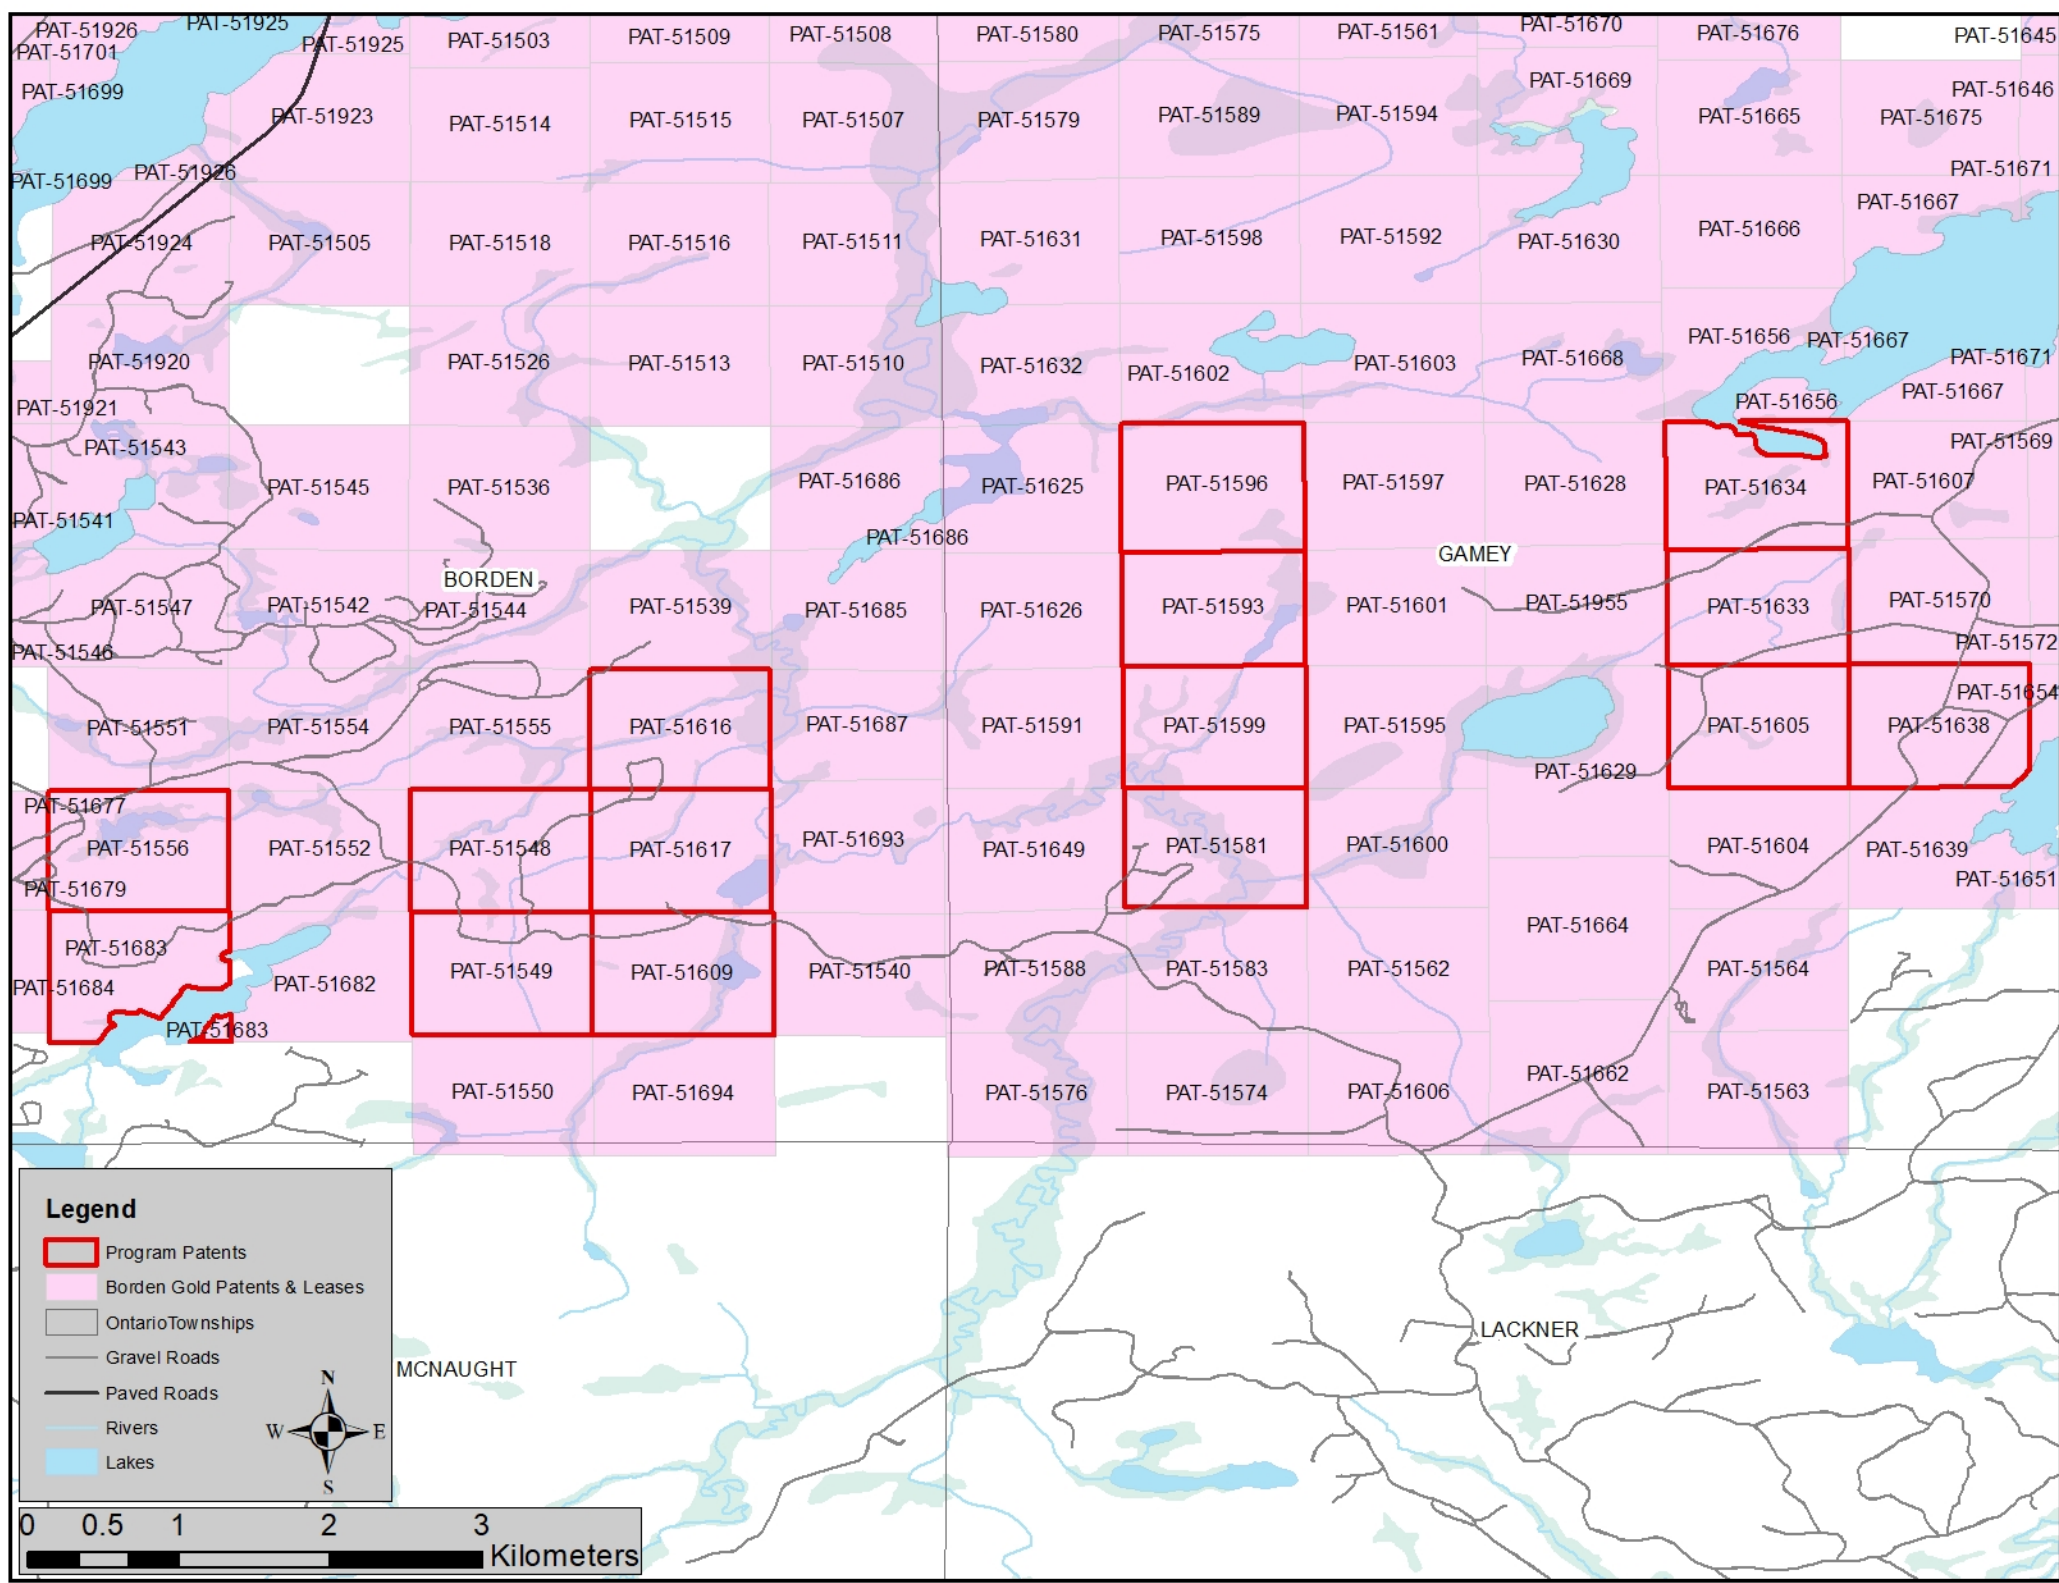 PAT-51926 PAT-51925
PAT-51701 PAT-51925 PAT-51503 PAT-51509 PAT-51508 PAT-51580 PAT-51575 PAT-51561 PAT-51670 PAT-51676 PAT-51645
PAT-51699 PAT-51669 PAT-51646
PAT-51923 PAT-51514 PAT-51515 PAT-51507 PAT-51579 PAT-51589 PAT-51594 PAT-51665 PAT-51675
PAT-51699 PAT-51926 PAT-51671
PAT-51667
PAT-51924 PAT-51505 PAT-51518 PAT-51516 PAT-51511 PAT-51631 PAT-51598 PAT-51592 PAT-51630 PAT-51666
PAT-51656 PAT-51667
PAT-51920 PAT-51526 PAT-51513 PAT-51510 PAT-51632 PAT-51602 PAT-51603 PAT-51668 PAT-51671
PAT-51921 PAT-51656 PAT-51667
PAT-51543 PAT-51569
PAT-51545 PAT-51536 PAT-51686 PAT-51625 PAT-51596 PAT-51597 PAT-51628 PAT-51634 PAT-51607
PAT-51541 PAT-51686
BORDEN GAMEY
PAT-51547 PAT-51542 PAT-51544 PAT-51539 PAT-51685 PAT-51626 PAT-51593 PAT-51601 PAT-51955 PAT-51633 PAT-51570
PAT-51546 PAT-51572
PAT-51654
PAT-51551 PAT-51554 PAT-51555 PAT-51616 PAT-51687 PAT-51591 PAT-51599 PAT-51595 PAT-51605 PAT-51638
PAT-51629
PAT-51677
PAT-51556 PAT-51552 PAT-51548 PAT-51617 PAT-51693 PAT-51649 PAT-51581 PAT-51600 PAT-51604 PAT-51639
PAT-51679 PAT-51651
PAT-51683 PAT-51664
PAT-51684 PAT-51682 PAT-51549 PAT-51609 PAT-51540 PAT-51588 PAT-51583 PAT-51562 PAT-51564
PAT-51683
PAT-51550 PAT-51694 PAT-51576 PAT-51574 PAT-51606 PAT-51662 PAT-51563
Legend
Program Patents
Borden Gold Patents & Leases
OntarioTownships
Gravel Roads
Paved Roads
Rivers
Lakes
N
W E
S
MCNAUGHT
LACKNER
0 0.5 1 2 3
Kilometers